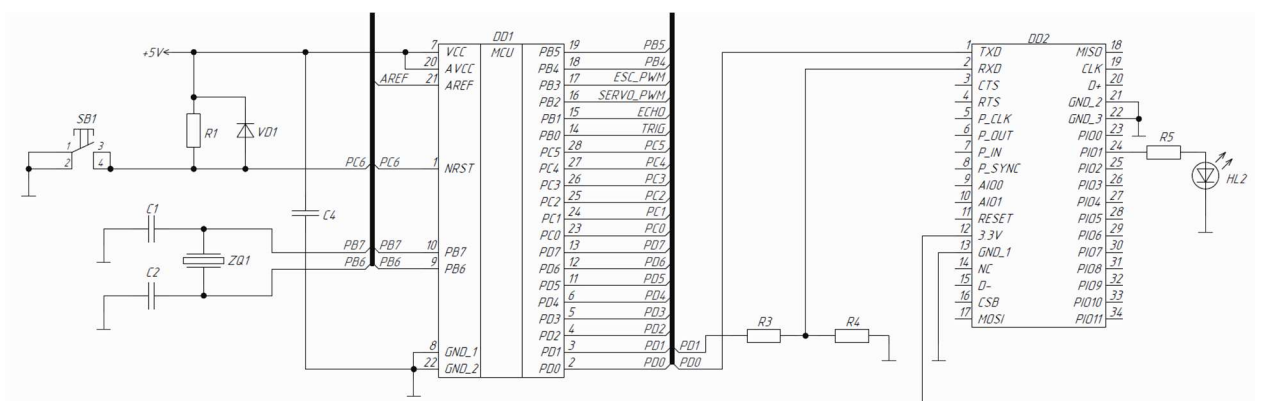 DD1
DD2
+5V
7 VCC MCU PB5 19 PB5
20 AVCC PB4 18 PB4
AREF 21 AREF PB3 17 ESC_PWM
PB2 16 SERVO_PWM
PB1 15 ECHO
PB0 14 TRIG
PC5 28 PC5
PC6 PC6 1 NRST PC4 27 PC4
PC3 26 PC3
PC2 25 PC2
PC1 24 PC1
PC0 23 PC0
PB7 PB7 10 PB7 PD7 13 PD7
PB6 PB6 9 PB6 PD6 12 PD6
PD5 11 PD5
PD4 6 PD4
PD3 5 PD3
PD2 4 PD2
8 GND_1 PD1 3 PD1 PD1
22 GND_2 PD0 2 PD0 PD0
SB1
1 3
2 4
R1
VD1
C4
C1
ZQ1
C2
R3
R4
1 TXD MISO 18
2 RXD CLK 19
3 CTS D+ 20
4 RTS GND_2 21
5 P_CLK GND_3 22
6 P_OUT PIO0 23
7 P_IN PIO1 24
8 P_SYNC PIO2 25
9 AIO0 PIO3 26
10 AIO1 PIO4 27
11 RESET PIO5 28
12 3.3V PIO6 29
13 GND_1 PIO7 30
14 NC PIO8 31
15 D- PIO9 32
16 CSB PIO10 33
17 MOSI PIO11 34
R5
HL2